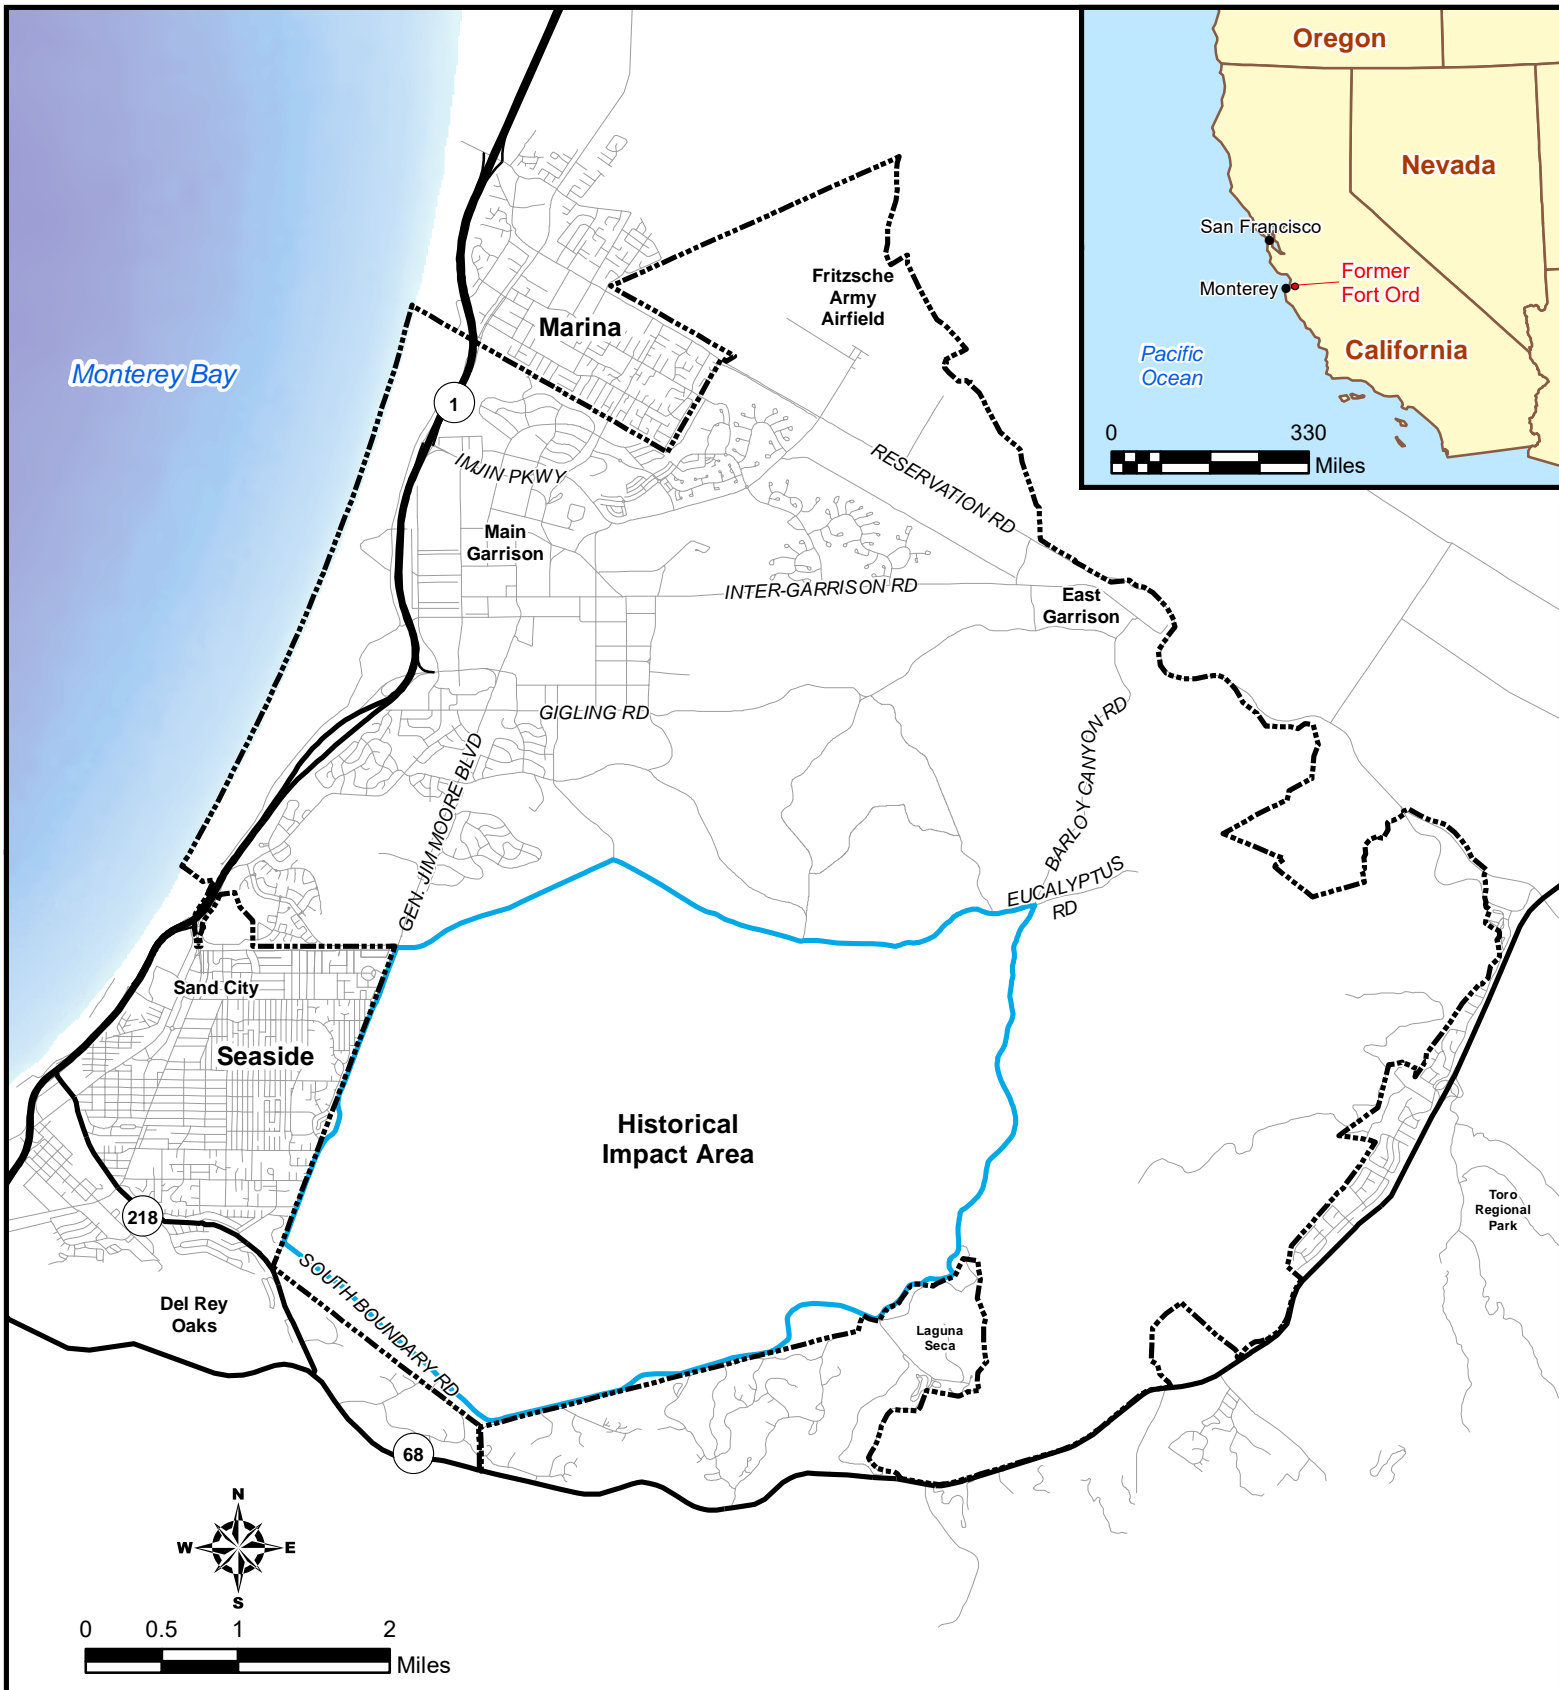 Oregon
Nevada
San Francisco
Former
Fort Ord
Monterey
California
Pacific
Ocean
0 330
Miles
Fritzsche
Army
Airfield
Marina
Monterey Bay
1
IMJIN PKWY
RESERVATION RD
Main
Garrison
INTER-GARRISON RD
East
Garrison
GIGLING RD
BARLOY CANYON RD
GEN. JIM MOORE BLVD
EUCALYPTUS
RD
Sand City
Seaside
Historical
Impact Area
Toro
Regional
Park
218
SOUTH BOUNDARY RD
Del Rey
Oaks
Laguna
Seca
68
N
W E
S
0 0.5 1 2
Miles